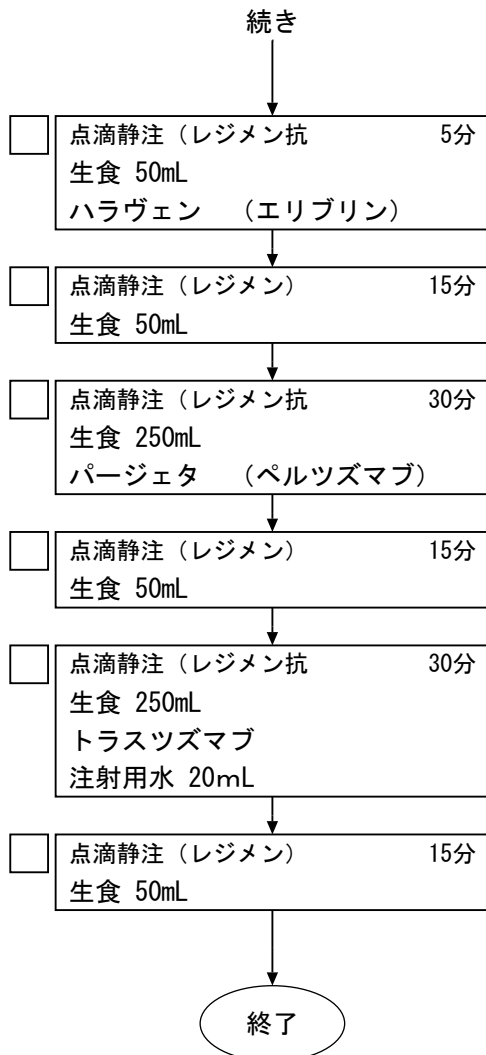 続き
点滴静注（レジメン抗 5分
生食 50mL
ハラヴェン （エリブリン）
点滴静注（レジメン） 15分
生食 50mL
点滴静注（レジメン抗 30分
生食 250mL
パージェタ （ペルツズマブ）
点滴静注（レジメン） 15分
生食 50mL
点滴静注（レジメン抗 30分
生食 250mL
トラスツズマブ
注射用水 20ｍL
点滴静注（レジメン） 15分
生食 50mL
終了